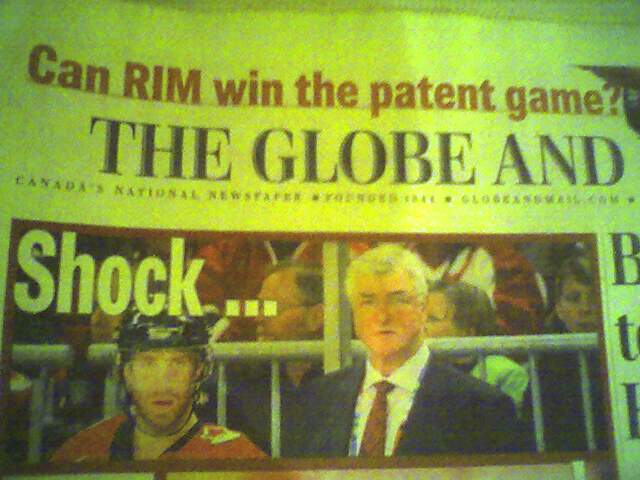 Can RIM win the patent game?
THE GLOBE AND
CANADA'S NATIONAL NEWSPAPER • FOUNDED 1844 • GLOBEANDMAIL.COM •
Shock ...
B